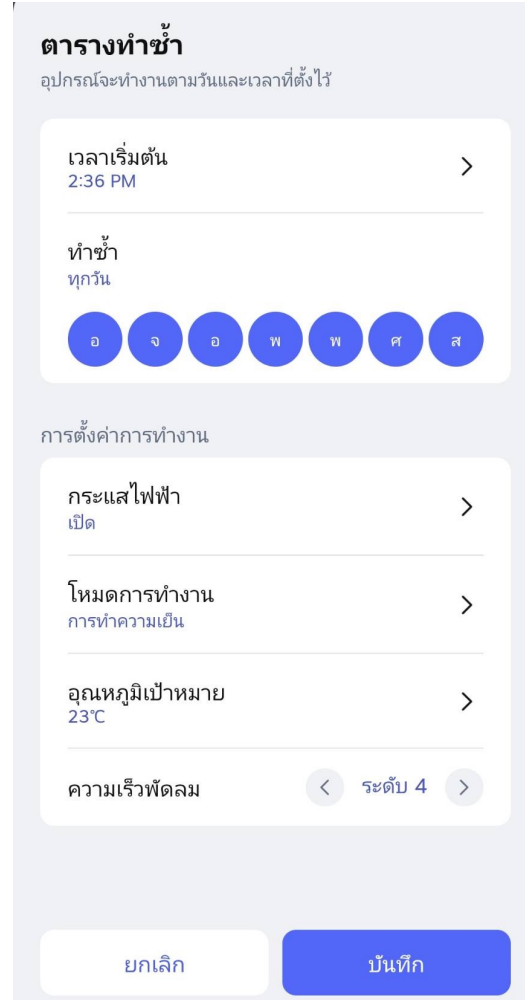 ตารางทำซ้ำ
อุปกรณ์จะทำงานตามวันและเวลาที่ตั้งไว้
เวลาเริ่มต้น
2:36 PM
ทำซ้ำ
ทุกวัน
อ จ อ พ พ ศ ส
การตั้งค่าการทำงาน
กระแสไฟฟ้า
เปิด
โหมดการทำงาน
การทำความเย็น
อุณหภูมิเป้าหมาย
23°C
ความเร็วพัดลม ระดับ 4
ยกเลิก บันทึก